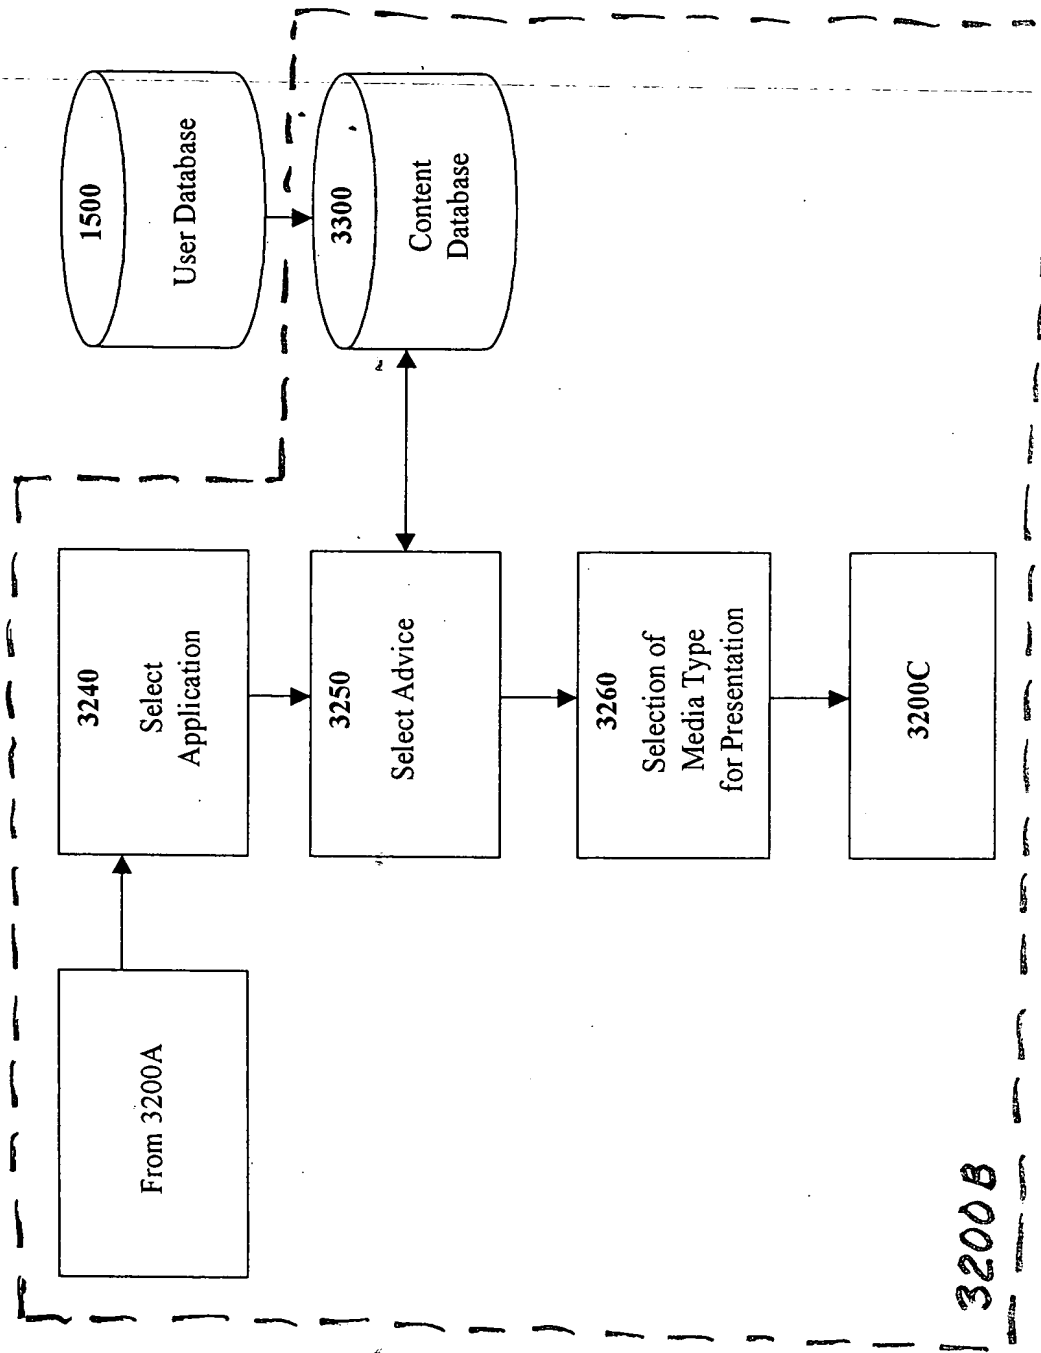 From 3200A
3240
Select
Application
1500
User Database
3250
Select Advice
3300
Content
Database
3260
Selection of
Media Type
for Presentation
3200C
3200B